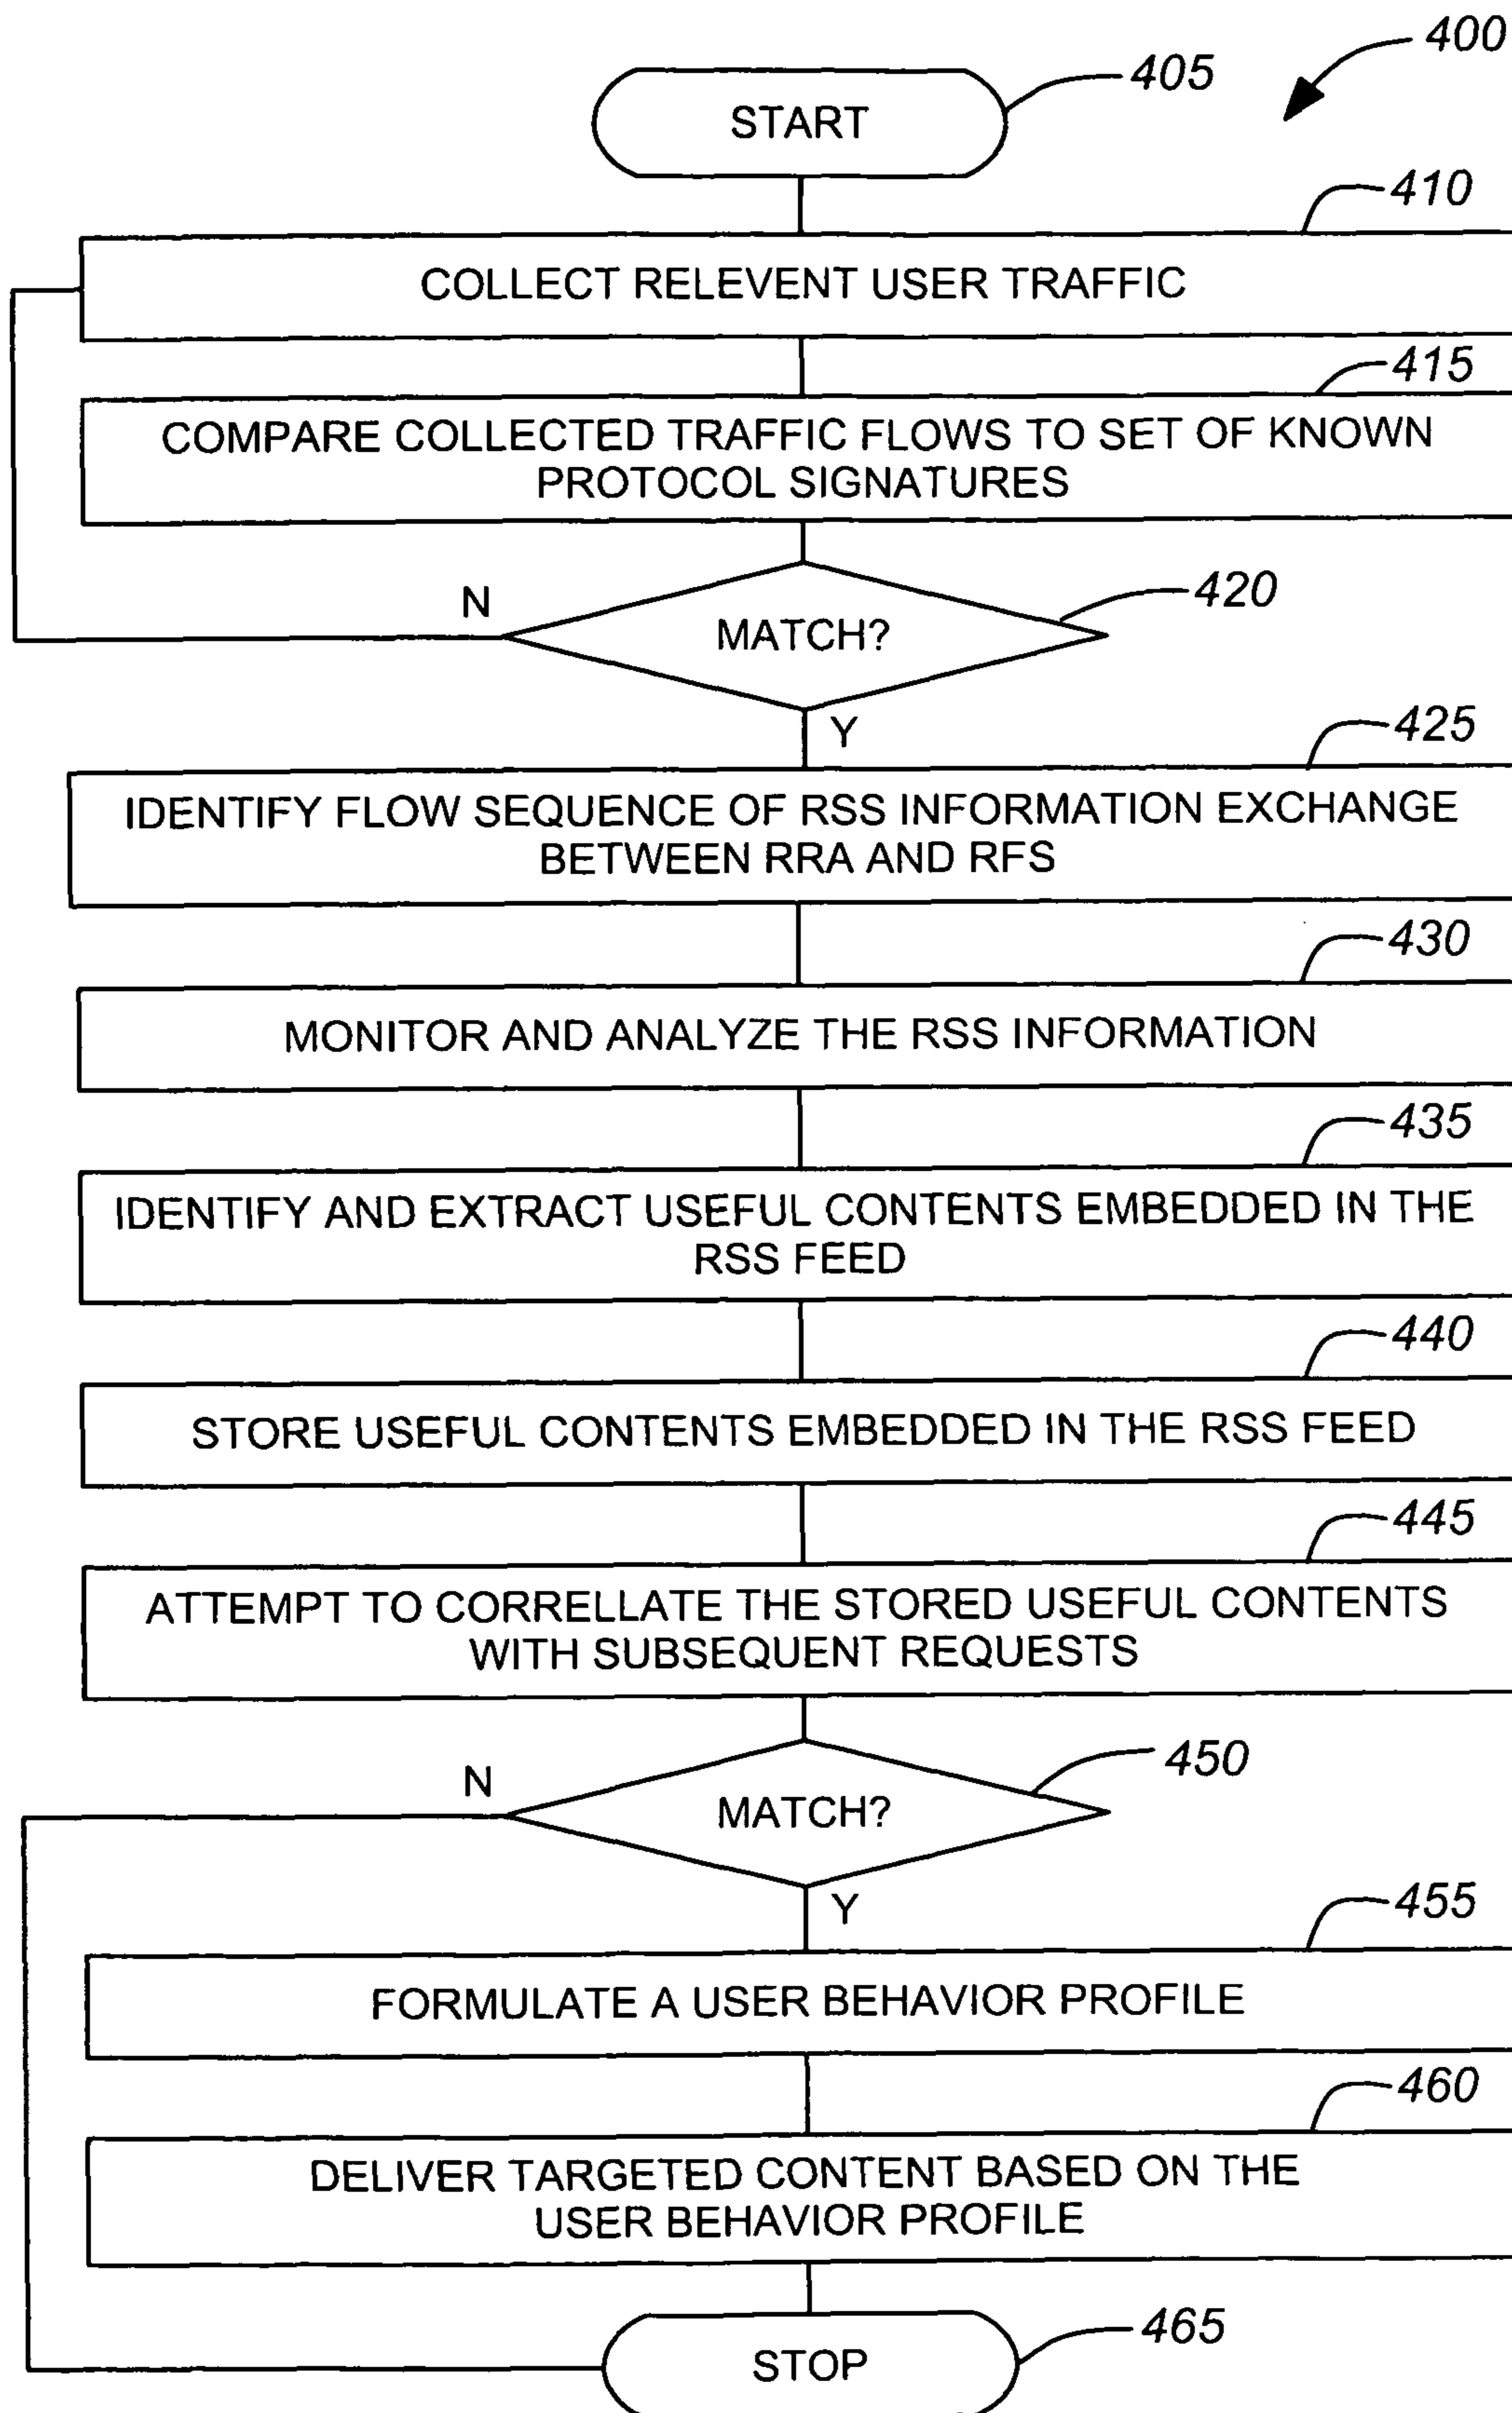 400
405
START
410
COLLECT RELEVENT USER TRAFFIC
415
COMPARE COLLECTED TRAFFIC FLOWS TO SET OF KNOWN
PROTOCOL SIGNATURES
N
420
MATCH?
Y
425
IDENTIFY FLOW SEQUENCE OF RSS INFORMATION EXCHANGE
BETWEEN RRA AND RFS
430
MONITOR AND ANALYZE THE RSS INFORMATION
435
IDENTIFY AND EXTRACT USEFUL CONTENTS EMBEDDED IN THE
RSS FEED
440
STORE USEFUL CONTENTS EMBEDDED IN THE RSS FEED
445
ATTEMPT TO CORRELLATE THE STORED USEFUL CONTENTS
WITH SUBSEQUENT REQUESTS
450
N
MATCH?
Y
455
FORMULATE A USER BEHAVIOR PROFILE
460
DELIVER TARGETED CONTENT BASED ON THE
USER BEHAVIOR PROFILE
465
STOP